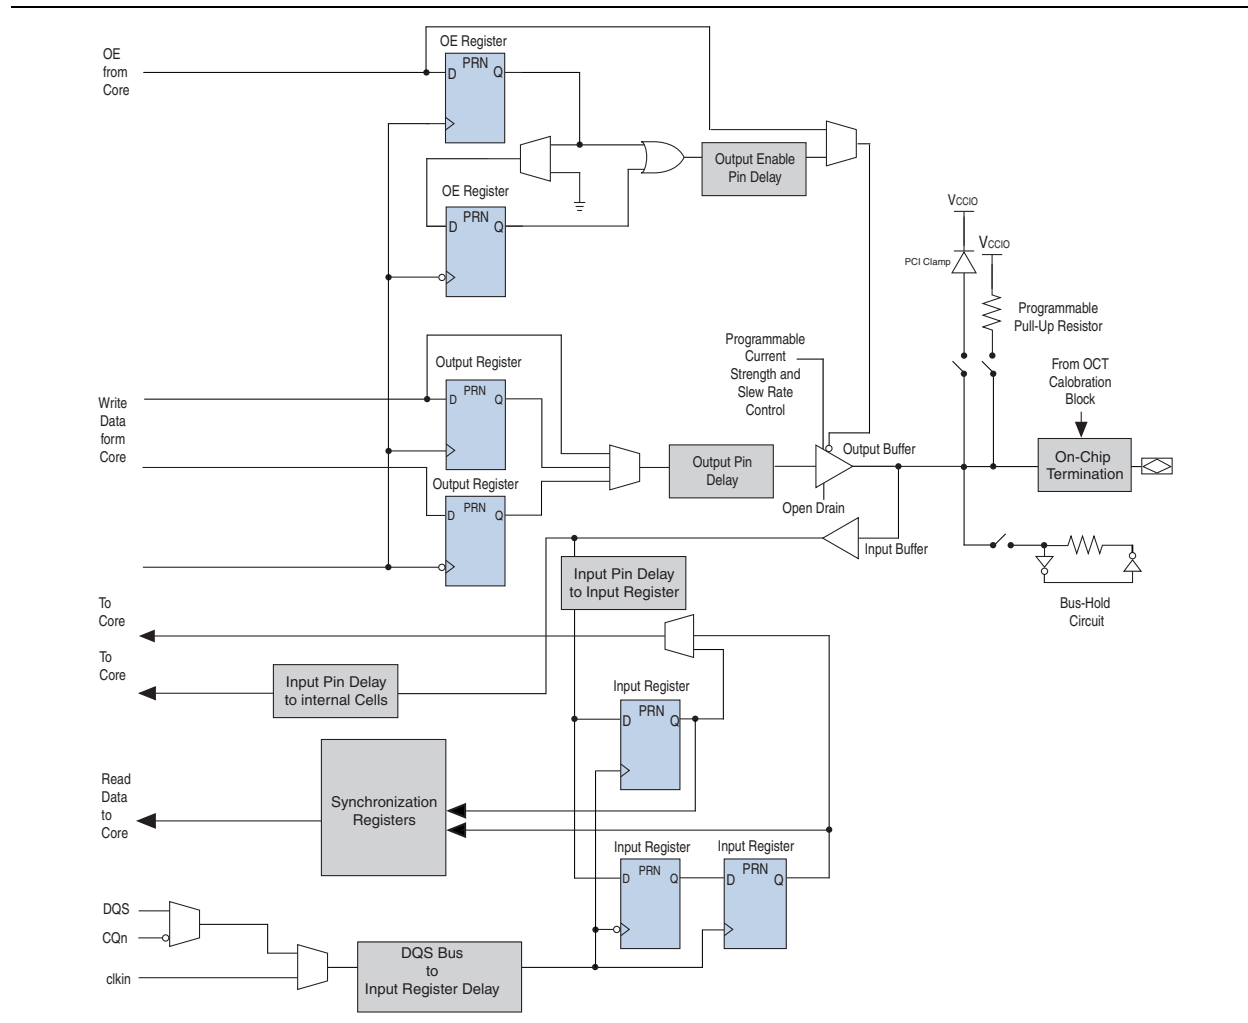 OE
from
Core
OE Register
PRN
D
Q
OE Register
PRN
D
Q
Output Enable
Pin Delay
VCCIO
VCCIO
PCI Clamp
Programmable
Pull-Up Resistor
Programmable
Current
Strength and
Slew Rate
Control
From OCT
Calobration
Block
Output Register
PRN
D
Q
Write
Data
form
Core
Output Register
PRN
D
Q
Output Pin
Delay
Output Buffer
Open Drain
On-Chip
Termination
Input Buffer
Input Pin Delay
to Input Register
Bus-Hold
Circuit
To
Core
To
Core
Input Pin Delay
to internal Cells
Input Register
PRN
D
Q
Read
Data
to
Core
Synchronization
Registers
Input Register
PRN
D
Q
Input Register
PRN
D
Q
DQS
CQn
clkin
DQS Bus
to
Input Register Delay